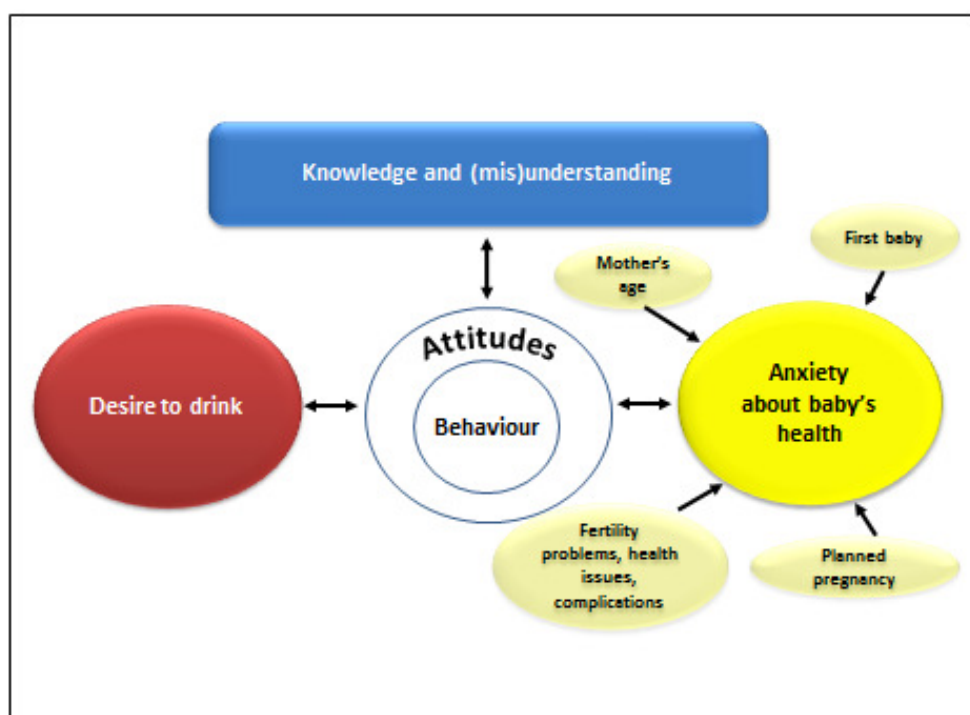 Knowledge and (mis)understanding
First baby
Mother's
age
Attitudes
Behaviour
Desire to drink
Anxiety
about baby's
health
Fertility
problems, health
issues,
complications
Planned
pregnancy